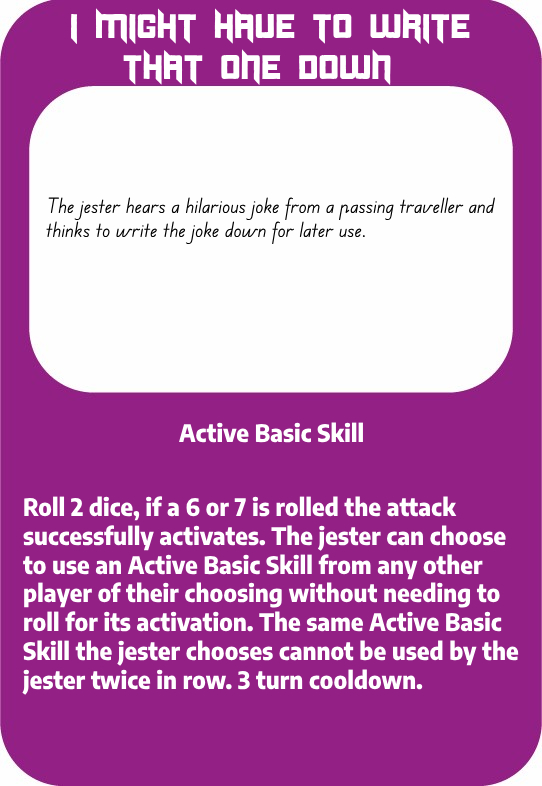 I MIGHT HAVE TO WRITE
THAT ONE DOWN
The jester hears a hilarious joke from a passing traveller and
thinks to write the joke down for later use.
Active Basic Skill
Roll 2 dice, if a 6 or 7 is rolled the attack
successfully activates. The jester can choose
to use an Active Basic Skill from any other
player of their choosing without needing to
roll for its activation. The same Active Basic
Skill the jester chooses cannot be used by the
jester twice in row. 3 turn cooldown.